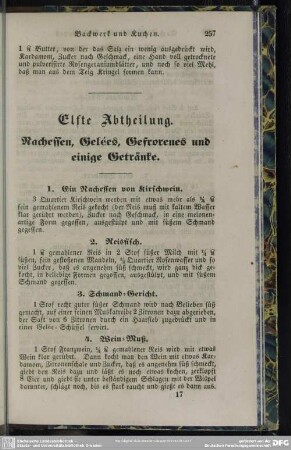 Backwerk und Kuchen. 257
1 ℔ Butter, von der das Salz ein wenig ausgedrückt wird,
Kardamom, Zucker nach Geschmack, eine Hand voll getrocknete
und pulverisirte Rosengeraniumblätter, und noch so viel Mehl,
daß man aus dem Teig Kringel formen kann.
Elfte Abtheilung.
Nachessen, Gelées, Gefrorenes und
einige Getränke.
1. Ein Nachessen von Kirschwein.
3 Quartier Kirschwein werden mit etwas mehr als ¼ ℔
fein gemahlenem Reis gekocht (der Reis muß mit kaltem Wasser
klar gerührt werden), Zucker nach Geschmack, in eine melonen-
artige Form gegossen, ausgestülpt und mit süßem Schmand
gegessen.
2. Reisfisch.
1 ℔ gemahlener Reis in 2 Stof süßer Milch mit ¼ ℔
süßen, fein gestoßenen Mandeln, Quartier Rosenwasser und so
viel Zucker, daß es angenehm süß schmeckt, wird ganz dick ge-
kocht, in beliebige Formen gegossen, ausgestülpt, und mit süßem
Schmand gegessen.
3. Schmand-Gericht.
1 Stof recht guter süßer Schmand wird nach Belieben süß
gemacht, auf einer feinen Muskatreibe 2 Zitronen dazu abgerieben,
der Saft von 6 Zitronen durch ein Haarsieb zugedrückt und in
einer Gelée-Schüssel servirt.
4. Wein-Muß.
1 Stof Franzwein, ¼ ℔ gemahlener Reis wird mit etwas
Wein klar gerührt. Dann kocht man den Wein mit etwas Kar-
damom, Zitronenschale und Zucker, daß es angenehm süß schmeckt,
giebt den Reis dazu und läßt es noch etwas kochen, zerklopft
8 Eier und giebt sie unter beständigem Schlagen mit der Wispel
darunter, schlägt noch, bis es stark raucht und gießt es dann aus.
17